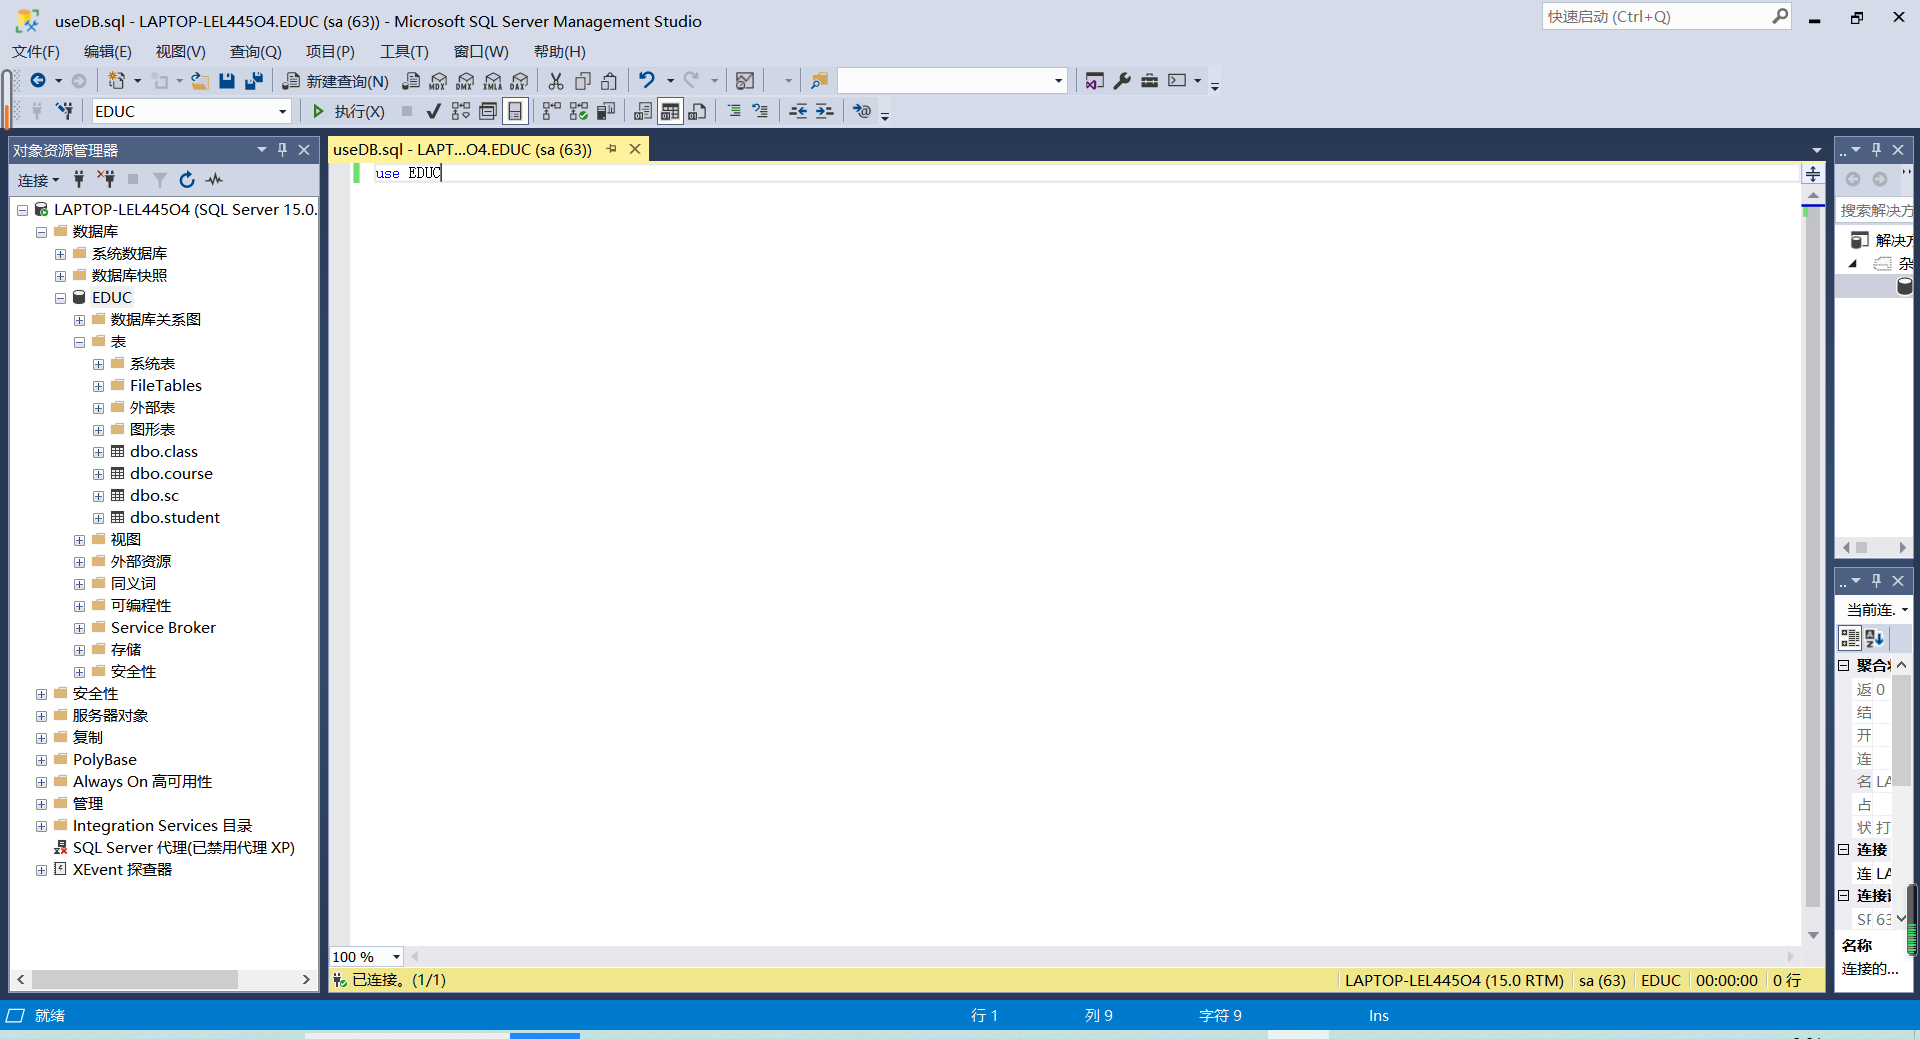 useDB.sql - LAPTOP-LEL445O4.EDUC (sa (63)) - Microsoft SQL Server Management Studio
快速启动 (Ctrl+Q)
文件(F) 编辑(E) 视图(V) 查询(Q) 项目(P) 工具(T) 窗口(W) 帮助(H)
新建查询(N) MDX DMX XMLA DAX
EDUC 执行(X)
对象资源管理器
连接
LAPTOP-LEL445O4 (SQL Server 15.0.
数据库
系统数据库
数据库快照
EDUC
数据库关系图
表
系统表
FileTables
外部表
图形表
dbo.class
dbo.course
dbo.sc
dbo.student
视图
外部资源
同义词
可编程性
Service Broker
存储
安全性
安全性
服务器对象
复制
PolyBase
Always On 高可用性
管理
Integration Services 目录
SQL Server 代理(已禁用代理 XP)
XEvent 探查器
useDB.sql - LAPT...O4.EDUC (sa (63))
use EDUC
100 %
已连接。(1/1)
LAPTOP-LEL445O4 (15.0 RTM) sa (63) EDUC 00:00:00 0 行
..
搜索解决方
解决方
杂
..
当前连.
聚合
返 0
结
开
连
名 LA
占
状 打
连接
连 LA
连接
SF 63
名称
连接的...
就绪 行 1 列 9 字符 9 Ins